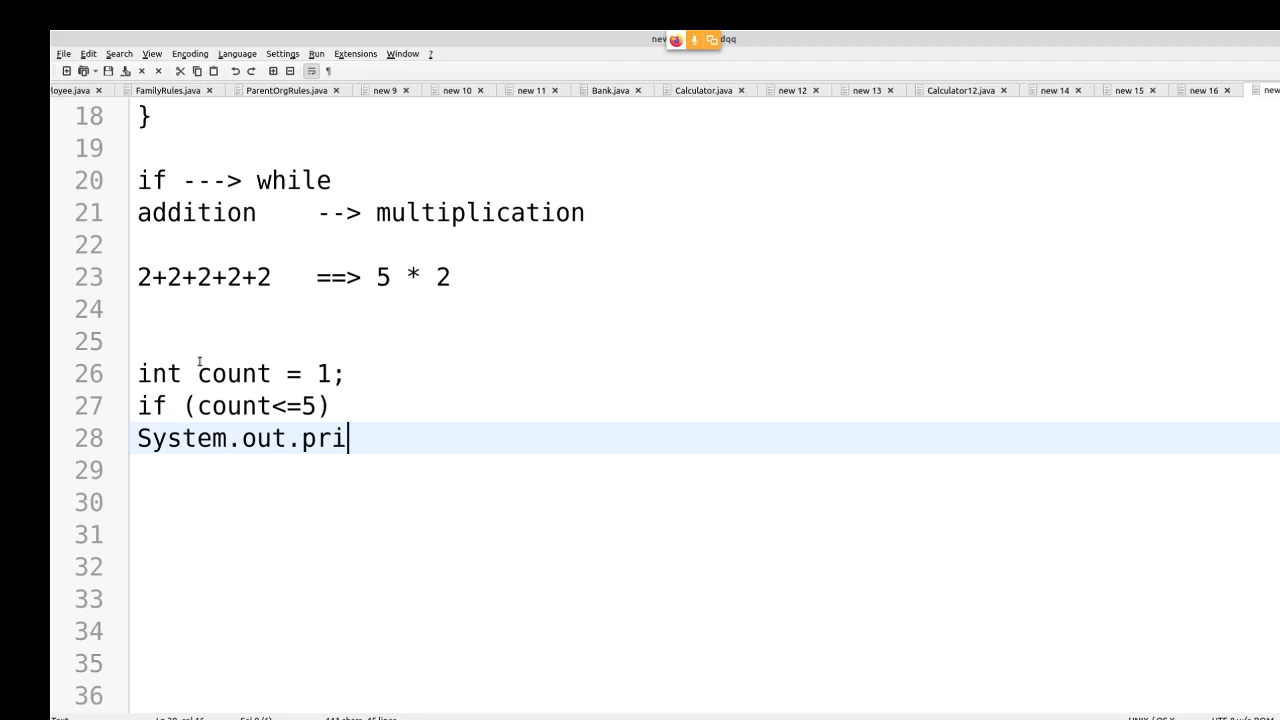 new dqq
File Edit Search View Encoding Language Settings Run Extensions Window ?
loyee.java FamilyRules.java ParentOrgRules.java new 9 new 10 new 11 Bank.java Calculator.java new 12 new 13 Calculator12.java new 14 new 15 new 16 new
18 }
19
20 if ---> while
21 addition --> multiplication
22
23 2+2+2+2+2 ==> 5 * 2
24
25
26 int count = 1;
27 if (count<=5)
28 System.out.pri
29
30
31
32
33
34
35
36